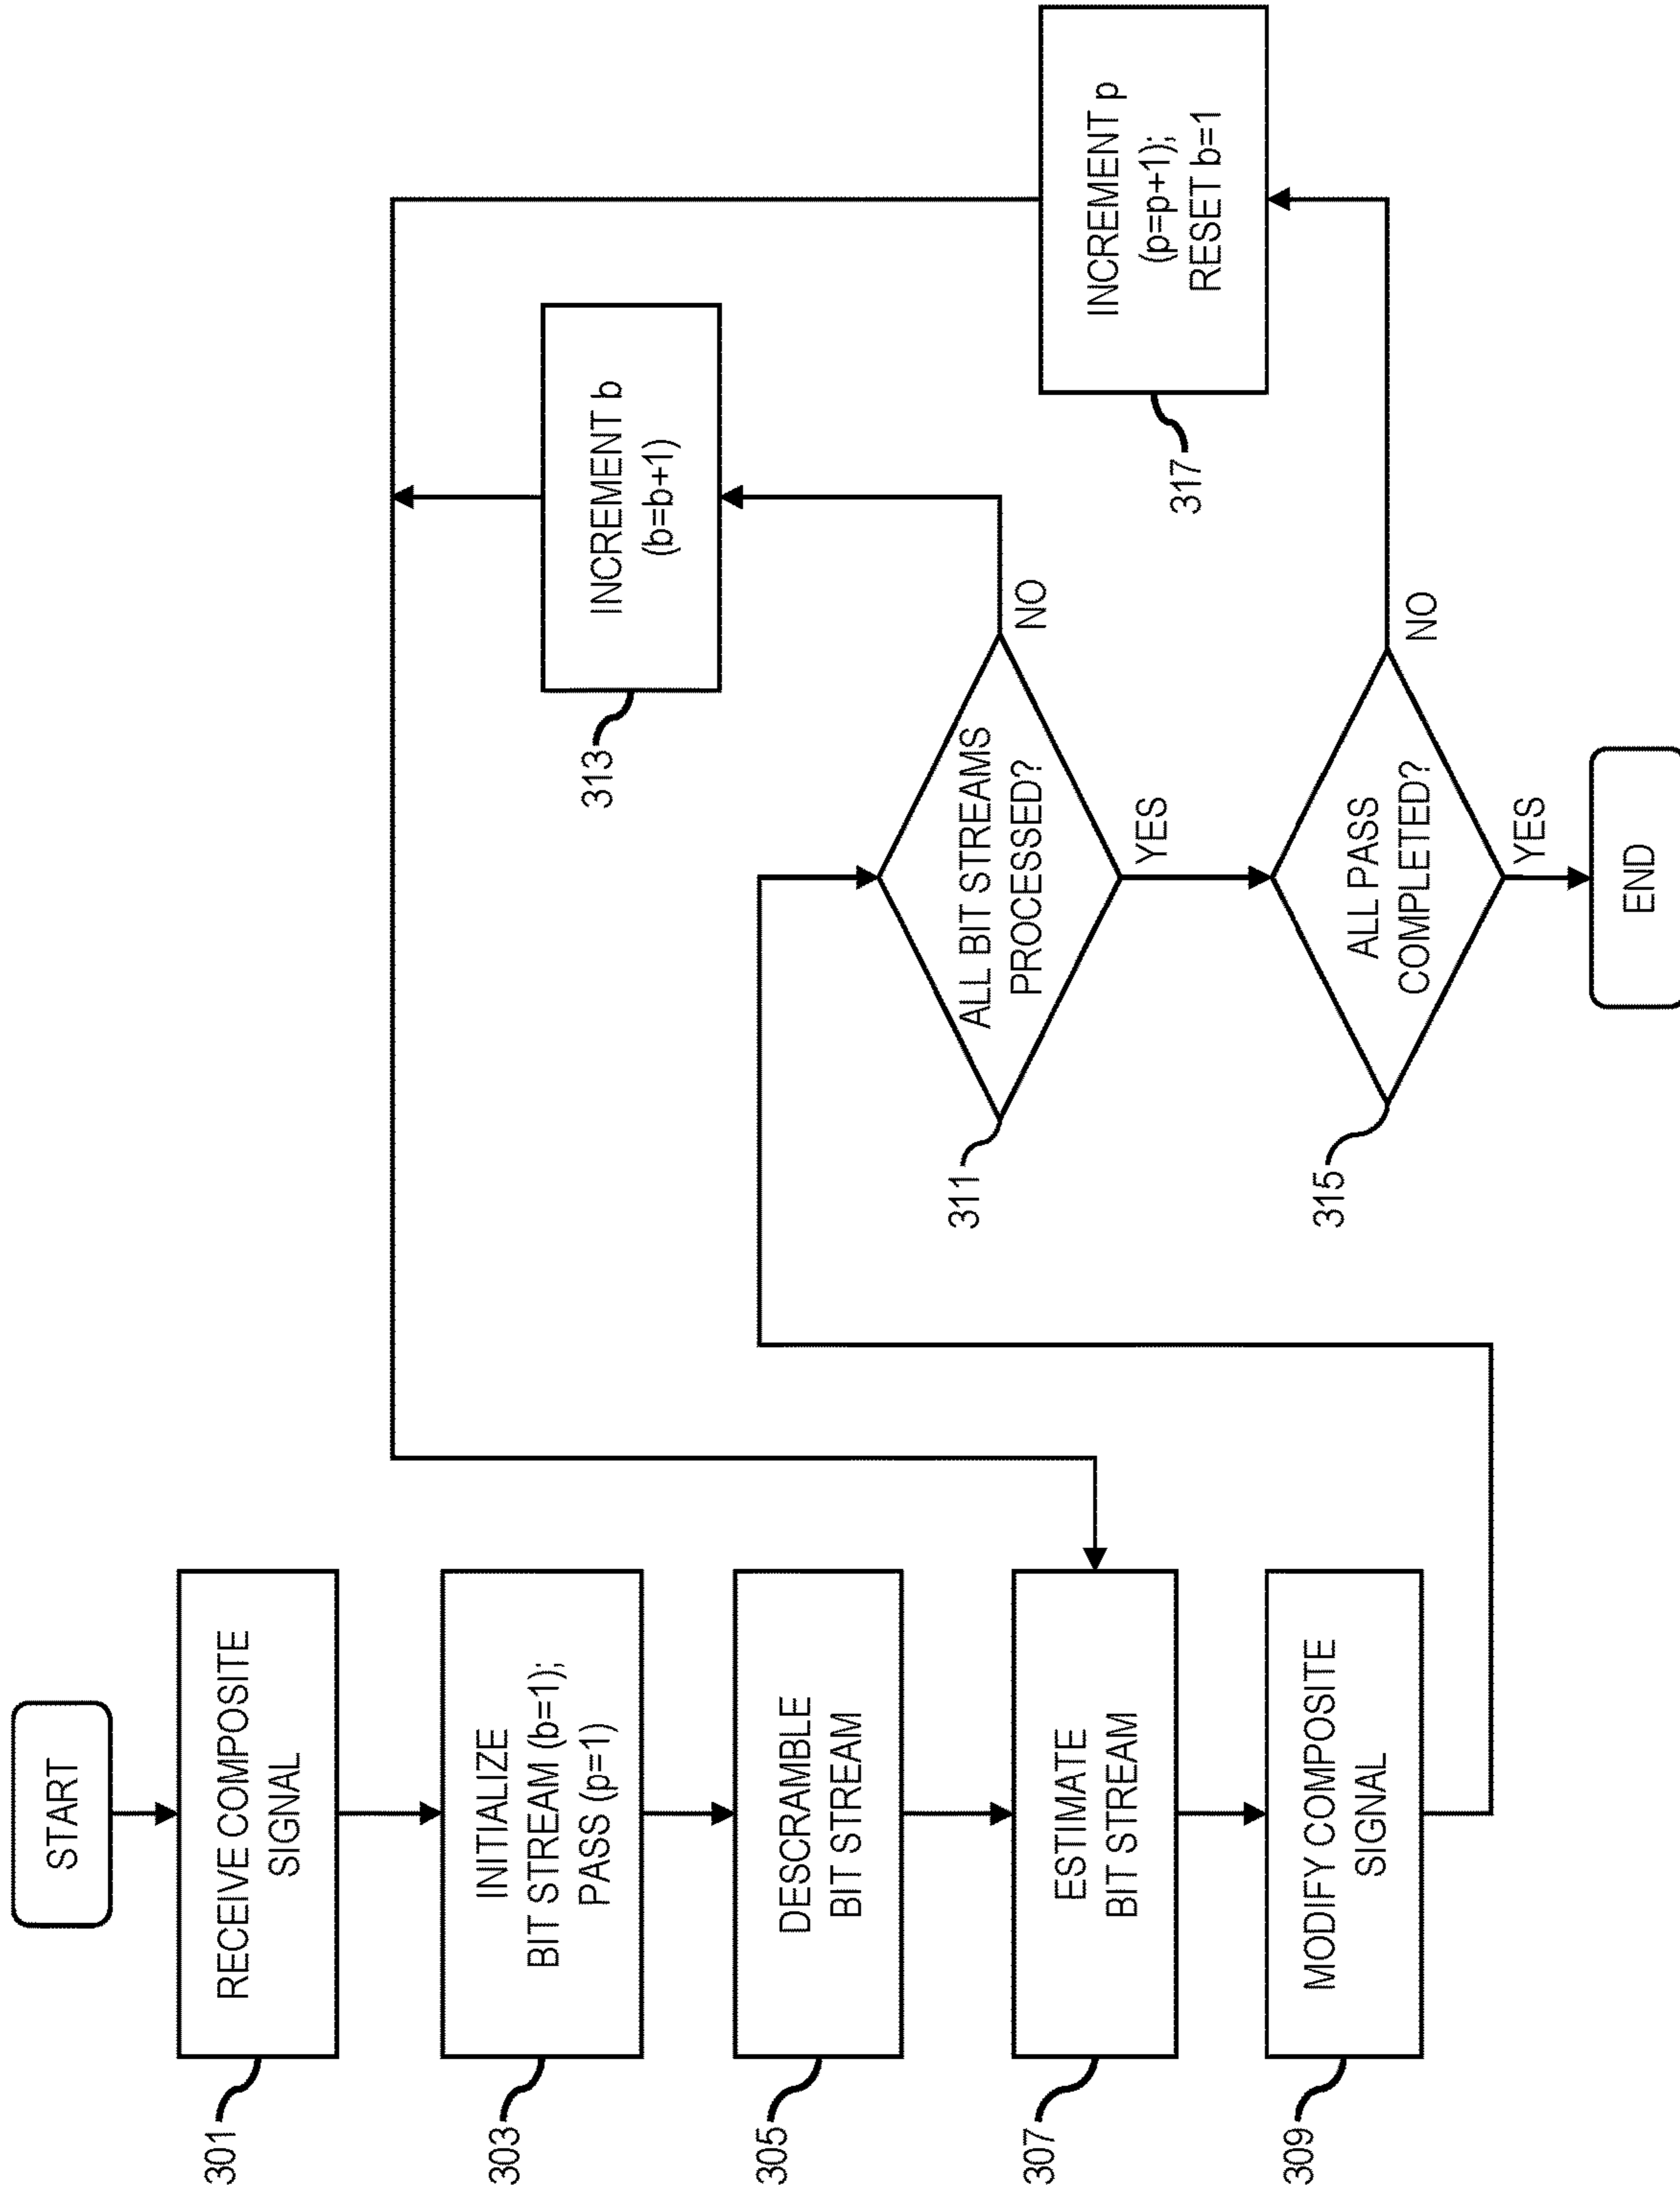 START
RECEIVE COMPOSITE
SIGNAL
301
INITIALIZE
BIT STREAM (b=1);
PASS (p=1)
303
DESCRAMBLE
BIT STREAM
305
ESTIMATE
BIT STREAM
307
MODIFY COMPOSITE
SIGNAL
309
ALL BIT STREAMS
PROCESSED?
311
NO
YES
INCREMENT b
(b=b+1)
313
ALL PASS
COMPLETED?
315
NO
YES
INCREMENT p
(p=p+1);
RESET b=1
317
END